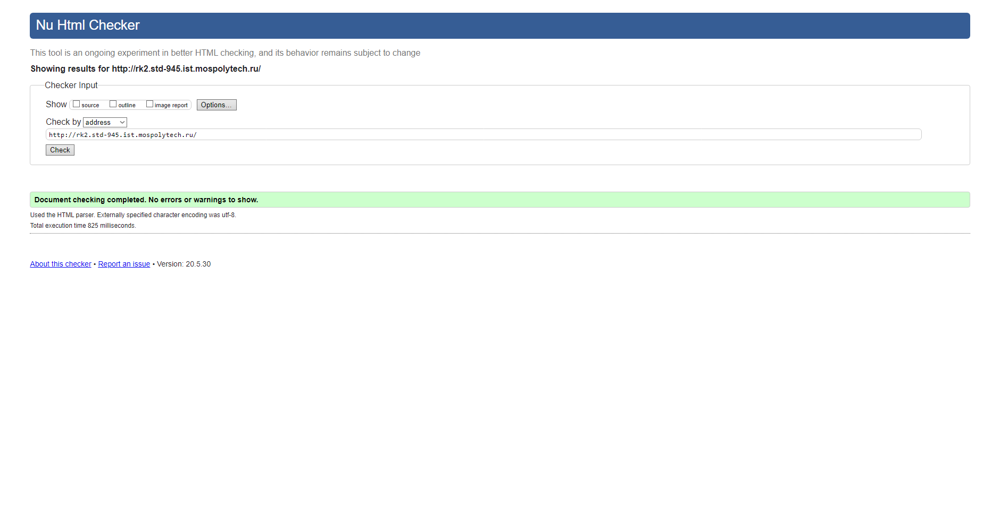 Nu Html Checker
This tool is an ongoing experiment in better HTML checking, and its behavior remains subject to change
Showing results for http://rk2.std-945.ist.mospolytech.ru/
Checker Input
Show source outline image report Options...
Check by address
http://rk2.std-945.ist.mospolytech.ru/
Check
Document checking completed. No errors or warnings to show.
Used the HTML parser. Externally specified character encoding was utf-8.
Total execution time 825 milliseconds.
About this checker • Report an issue • Version: 20.5.30